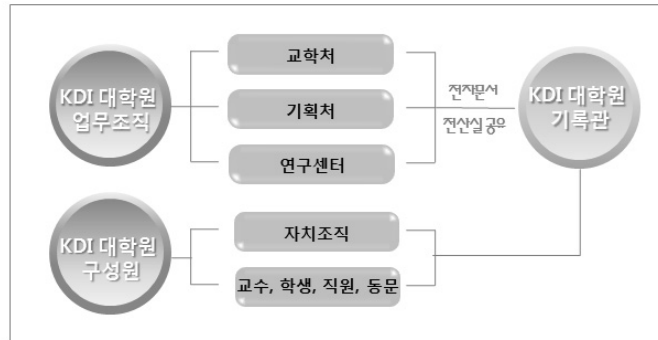 KDI 대학원
업무조직
교학처
기획처
연구센터
전자문서
전산실 공유
KDI 대학원
기록관
KDI 대학원
구성원
자치조직
교수, 학생, 직원, 동문